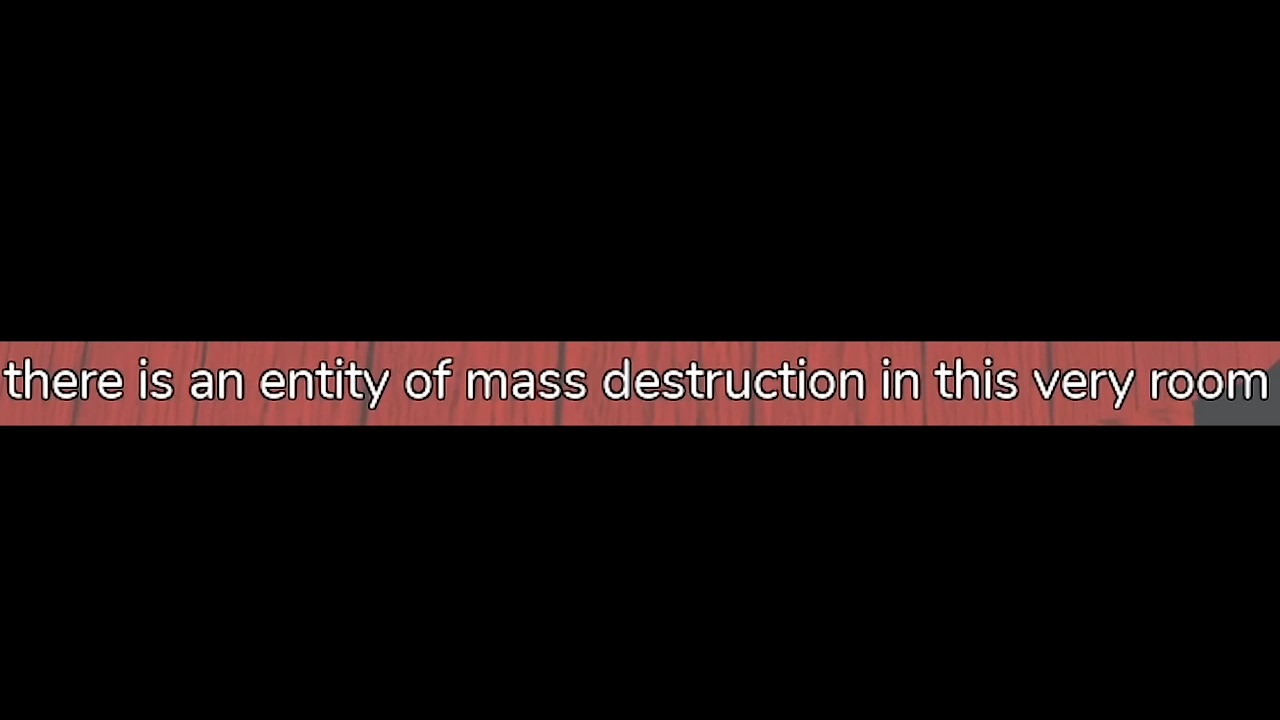 there is an entity of mass destruction in this very room